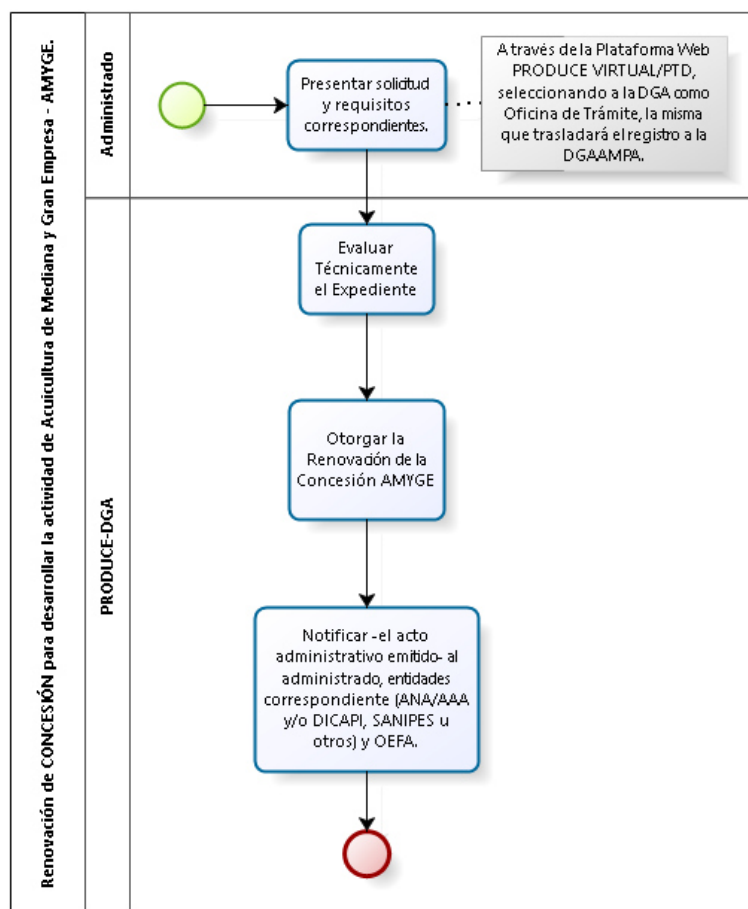 Renovación de CONCESIÓN para desarrollar la actividad de Acuicultura de Mediana y Gran Empresa - AMYGE.
Administrado
Presentar solicitud
y requisitos
correspondientes.
A través de la Plataforma Web
PRODUCE VIRTUAL/PTD,
seleccionando a la DGA como
Oficina de Trámite, la misma
que trasladará el registro a la
DGAAMPA.
PRODUCE-DGA
Evaluar
Técnicamente
el Expediente
Otorgar la
Renovación de la
Concesión AMYGE
Notificar -el acto
administrativo emitido- al
administrado, entidades
correspondiente (ANA/AAA
y/o DICAPI, SANIPES u
otros) y OEFA.